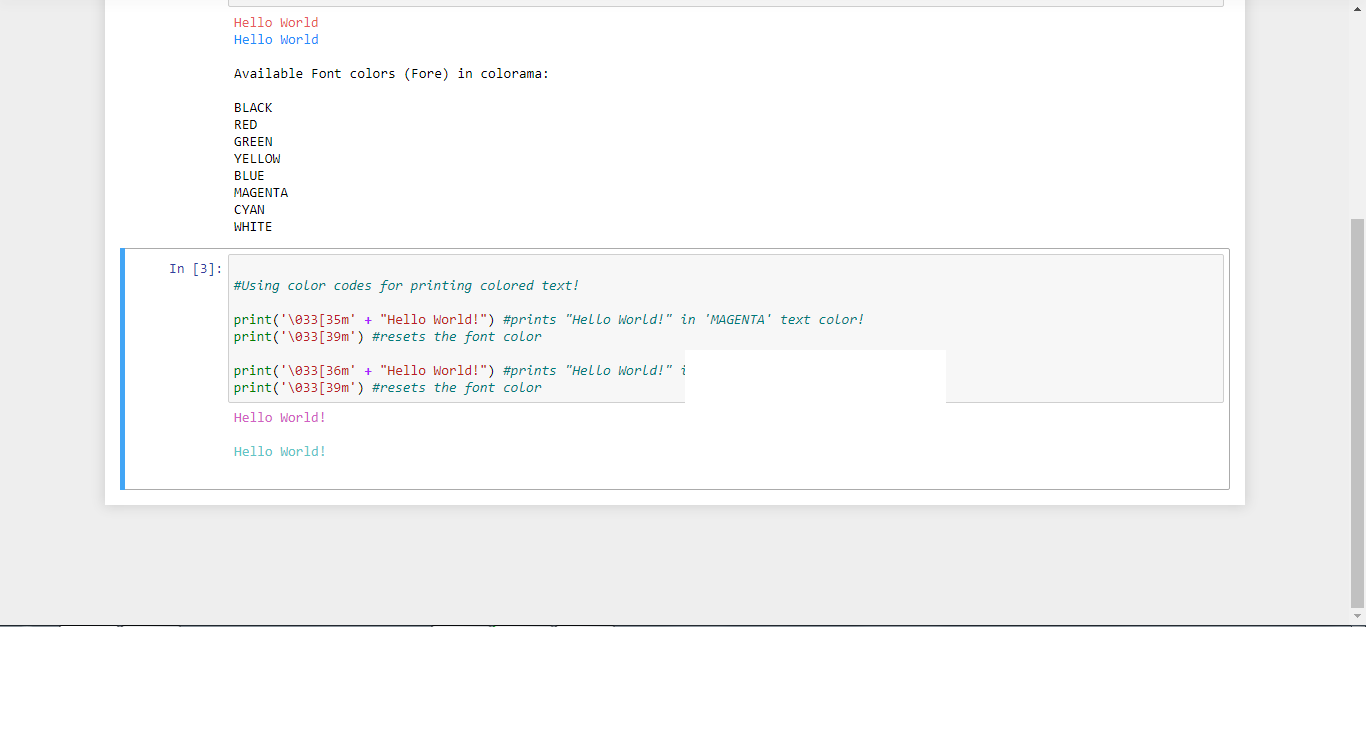 Hello World
Hello World
Available Font colors (Fore) in colorama:
BLACK
RED
GREEN
YELLOW
BLUE
MAGENTA
CYAN
WHITE
In [3]:
#Using color codes for printing colored text!
print('\033[35m' + "Hello World!") #prints "Hello World!" in 'MAGENTA' text color!
print('\033[39m') #resets the font color
print('\033[36m' + "Hello World!") #prints "Hello World!"
print('\033[39m') #resets the font color
Hello World!
Hello World!